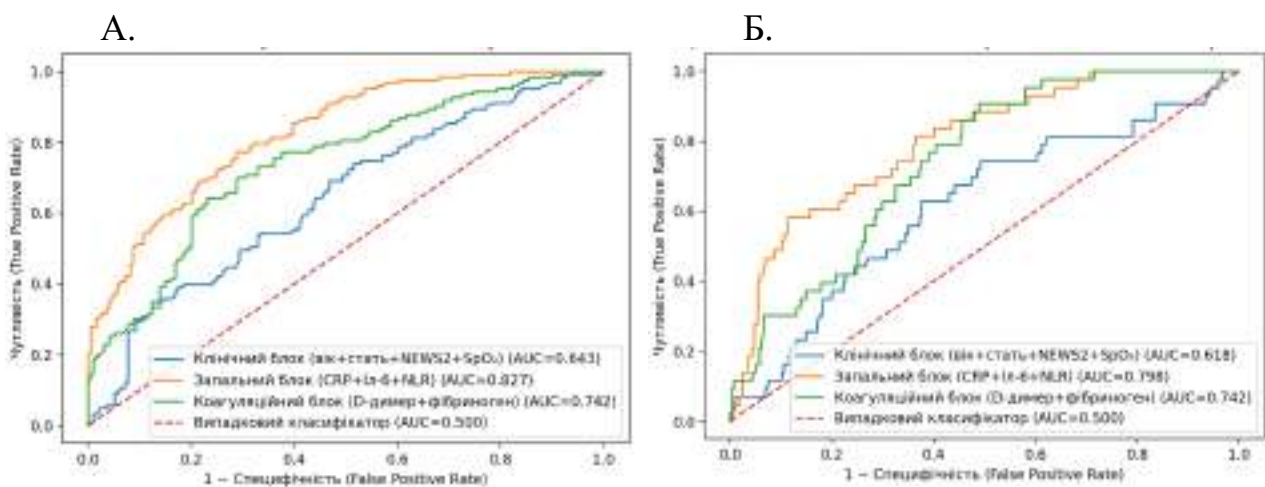 А.
Б.
1.0
0.8
0.6
0.4
0.2
0.0
Чутливість (True Positive Rate)
Клінічний блок (вік+стать+NEWS2+SpO₂) (AUC=0.643)
Запальний блок (CRP+Іл-6+NLR) (AUC=0.827)
Коагуляційний блок (D-димер+фібриноген) (AUC=0.742)
Випадковий класифікатор (AUC=0.500)
0.0 0.2 0.4 0.6 0.8 1.0
1 − Специфічність (False Positive Rate)
1.0
0.8
0.6
0.4
0.2
0.0
Чутливість (True Positive Rate)
Клінічний блок (вік+стать+NEWS2+SpO₂) (AUC=0.618)
Запальний блок (CRP+Іл-6+NLR) (AUC=0.798)
Коагуляційний блок (D-димер+фібриноген) (AUC=0.742)
Випадковий класифікатор (AUC=0.500)
0.0 0.2 0.4 0.6 0.8 1.0
1 − Специфічність (False Positive Rate)